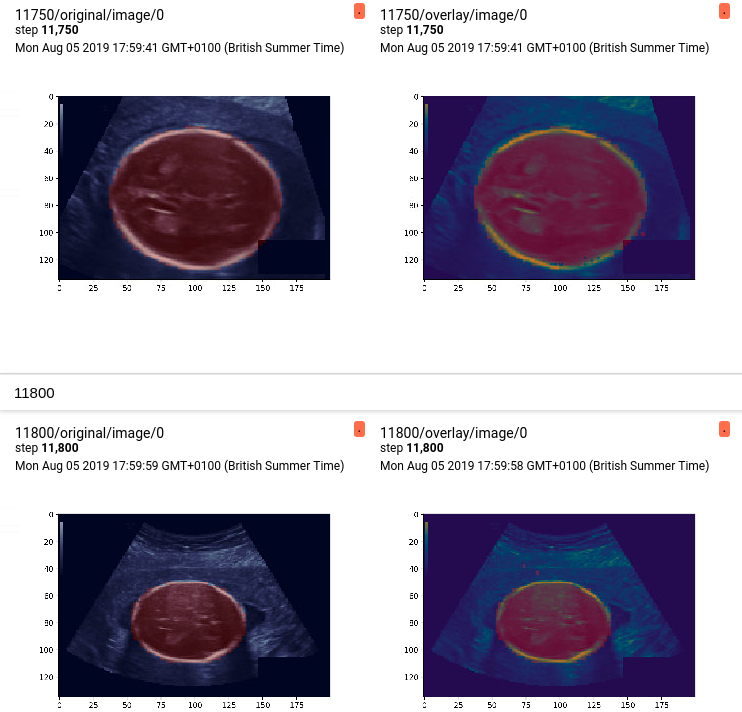 11750/original/image/0
step 11,750
Mon Aug 05 2019 17:59:41 GMT+0100 (British Summer Time)
0
20
40
60
80
100
120
0 25 50 75 100 125 150 175
11750/overlay/image/0
step 11,750
Mon Aug 05 2019 17:59:41 GMT+0100 (British Summer Time)
0
20
40
60
80
100
120
0 25 50 75 100 125 150 175
11800
11800/original/image/0
step 11,800
Mon Aug 05 2019 17:59:59 GMT+0100 (British Summer Time)
0
20
40
60
80
100
120
0 25 50 75 100 125 150 175
11800/overlay/image/0
step 11,800
Mon Aug 05 2019 17:59:58 GMT+0100 (British Summer Time)
0
20
40
60
80
100
120
0 25 50 75 100 125 150 175